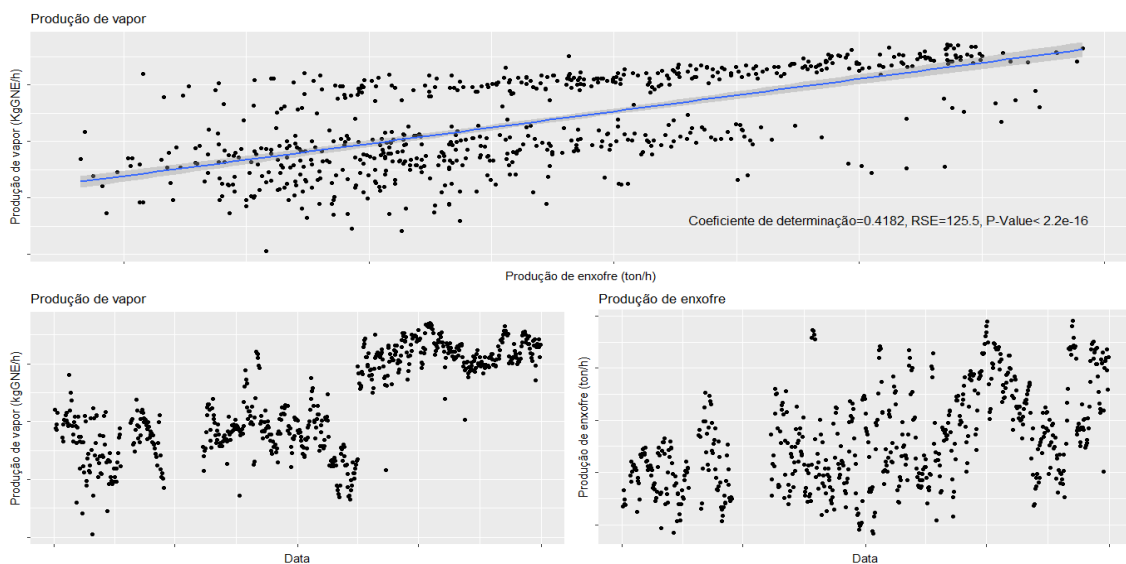 Produção de vapor
Produção de vapor (KgGNE/h)
Coeficiente de determinação=0.4182, RSE=125.5, P-Value< 2.2e-16
Produção de enxofre (ton/h)
Produção de vapor
Produção de vapor (kgGNE/h)
Data
Produção de enxofre
Produção de enxofre (ton/h)
Data